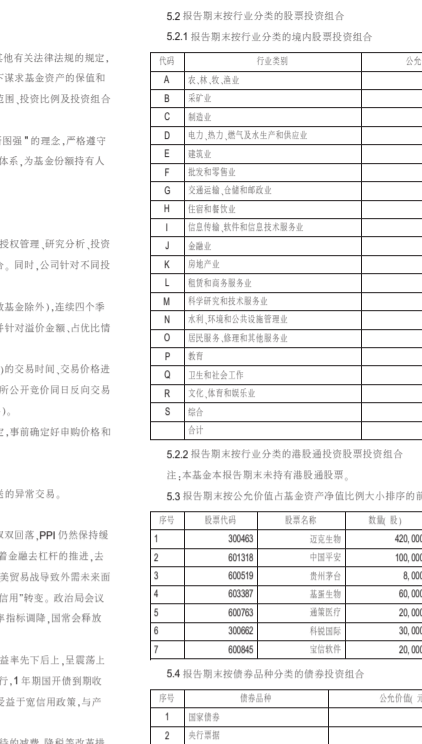 其他有关法律法规的规定,
下谋求基金资产的保值和
范围、投资比例及投资组合
图强"的理念,严格遵守
体系,为基金份额持有人
授权管理、研究分析、投资
合。同时,公司针对不同投
数基金除外),连续四个季
并针对溢价金额、占优比情
)的交易时间、交易价格进
所公开竞价同日反向交易
)。
定,事前确定好申购价格和
送的异常交易。
双双回落,PPI 仍然保持缓
着金融去杠杆的推进,去
美贸易战导致外需未来面
信用"转变。政治局会议
率指标调降,国常会释放
益率先下后上,呈震荡上
行,1 年期国开债到期收
受益于宽信用政策,与产
持的减费、降税等改革措
5.2 报告期末按行业分类的股票投资组合
5.2.1 报告期末按行业分类的境内股票投资组合
代码 行业类别 公允
A 农、林、牧、渔业
B 采矿业
C 制造业
D 电力、热力、燃气及水生产和供应业
E 建筑业
F 批发和零售业
G 交通运输、仓储和邮政业
H 住宿和餐饮业
I 信息传输、软件和信息技术服务业
J 金融业
K 房地产业
L 租赁和商务服务业
M 科学研究和技术服务业
N 水利、环境和公共设施管理业
O 居民服务、修理和其他服务业
P 教育
Q 卫生和社会工作
R 文化、体育和娱乐业
S 综合
合计
5.2.2 报告期末按行业分类的港股通投资股票投资组合
注:本基金本报告期末未持有港股通股票。
5.3 报告期末按公允价值占基金资产净值比例大小排序的前
序号 股票代码 股票名称 数量(股)
1 300463 迈克生物 420,000
2 601318 中国平安 100,000
3 600519 贵州茅台 8,000
4 603387 基蛋生物 60,000
5 600763 通策医疗 20,000
6 300662 科锐国际 30,000
7 600845 宝信软件 20,000
5.4 报告期末按债券品种分类的债券投资组合
序号 债券品种 公允价值(元
1 国家债券
2 央行票据